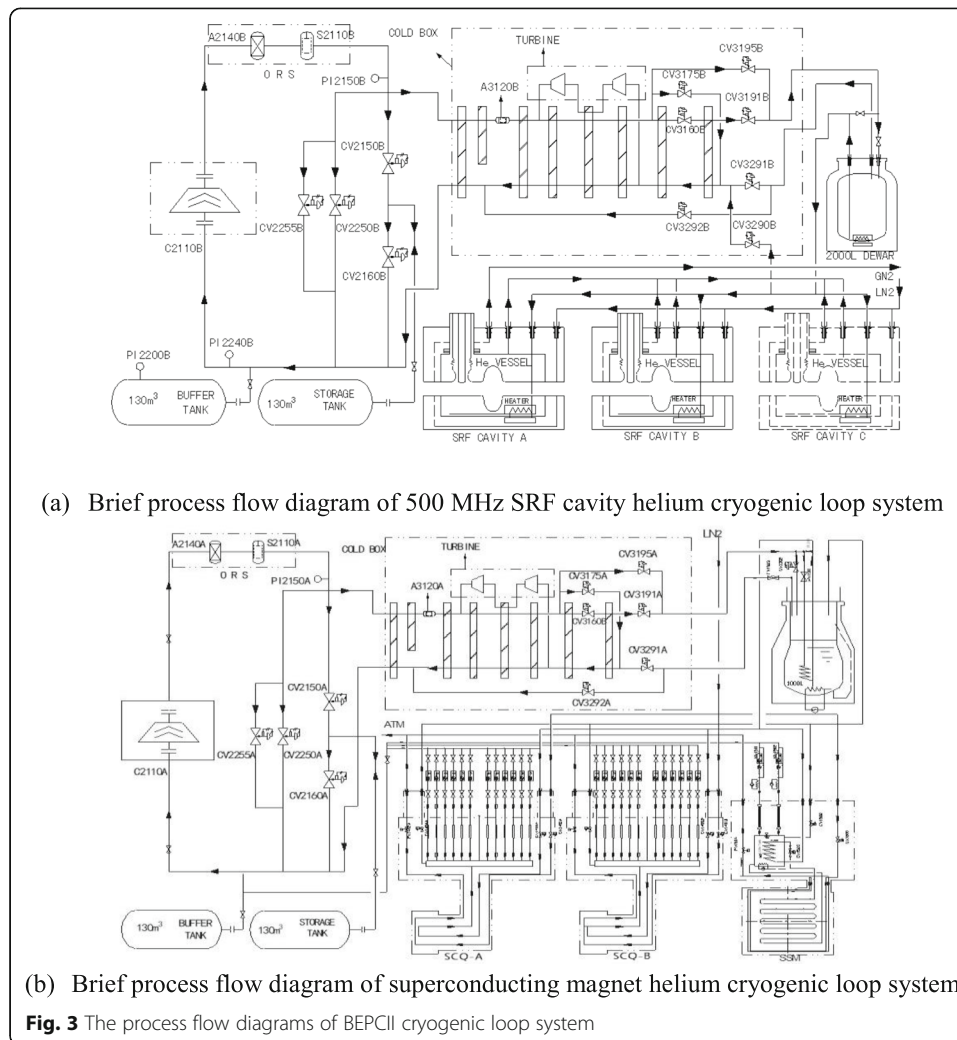 A2140B
S2110B
O R S
PI2150B
COLD BOX
TURBINE
A3120B
CV3195B
CV3175B
CV3191B
CV3160B
CV2150B
CV2255B
CV2250B
CV2160B
C2110B
CV3291B
CV3292B
CV3290B
2000L DEWAR
GN2
LN2
PI2200B
PI2240B
130m³
BUFFER
TANK
130m³
STORAGE
TANK
He VESSEL
HEATER
SRF CAVITY A
He VESSEL
HEATER
SRF CAVITY B
He VESSEL
HEATER
SRF CAVITY C
(a) Brief process flow diagram of 500 MHz SRF cavity helium cryogenic loop system
A2140A
S2110A
O R S
PI2150A
COLD BOX
TURBINE
A3120A
CV3195A
CV3175A
CV3191A
CV3160B
LN2
CV3291A
CV3292A
1000L
CV2150A
CV2255A
CV2250A
CV2160A
C2110A
ATM
130m³
BUFFER
TANK
130m³
STORAGE
TANK
SCQ-A
SCQ-B
SSM
(b) Brief process flow diagram of superconducting magnet helium cryogenic loop system
Fig. 3 The process flow diagrams of BEPCII cryogenic loop system